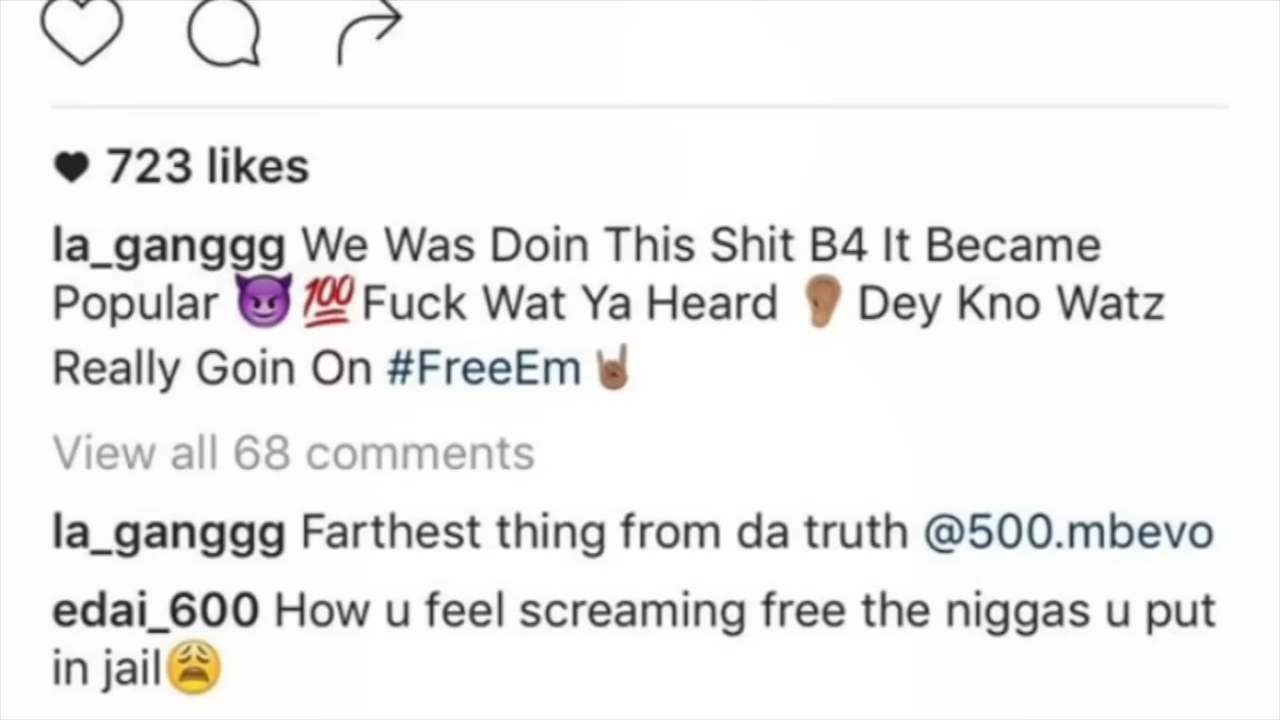 723 likes
la_ganggg We Was Doin This Shit B4 It Became
Popular 😈💯Fuck Wat Ya Heard 👂🏽Dey Kno Watz
Really Goin On #FreeEm🤘🏽
View all 68 comments
la_ganggg Farthest thing from da truth @500.mbevo
edai_600 How u feel screaming free the niggas u put
in jail😩